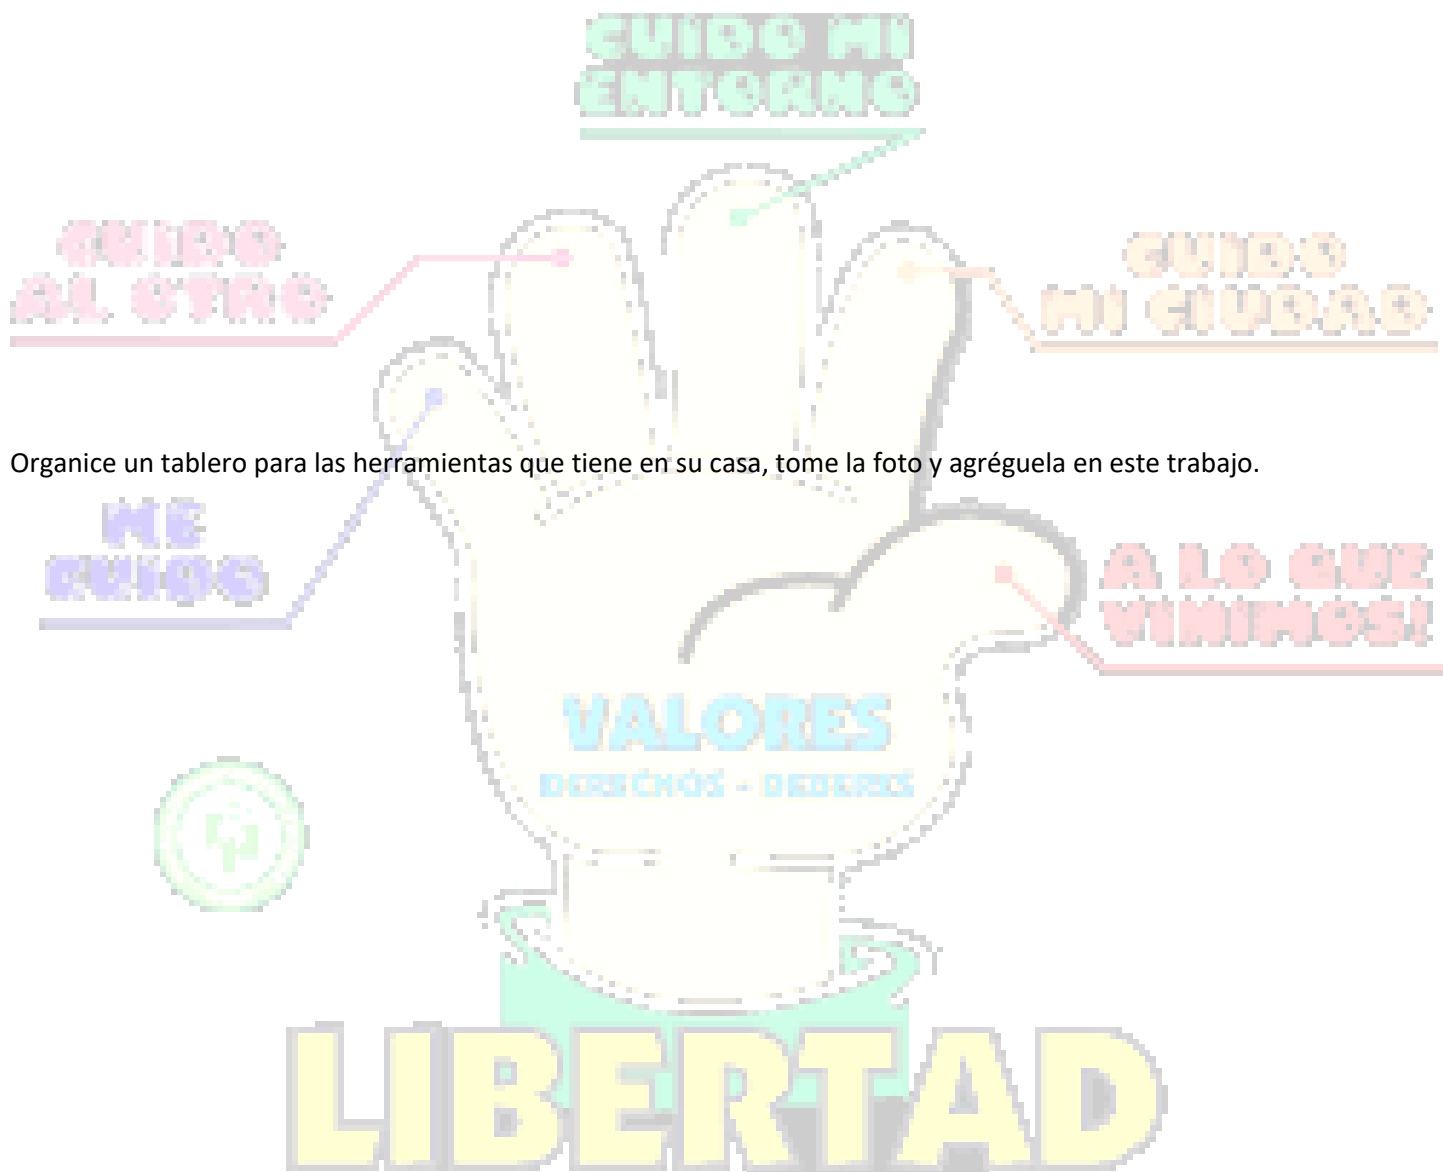 CUIDO MI
ENTORNO
CUIDO
AL OTRO
CUIDO
MI CIUDAD
Organice un tablero para las herramientas que tiene en su casa, tome la foto y agréguela en este trabajo.
ME
CUIDO
A LO QUE
VINIMOS!
VALORES
DERECHOS - DEBERES
LIBERTAD